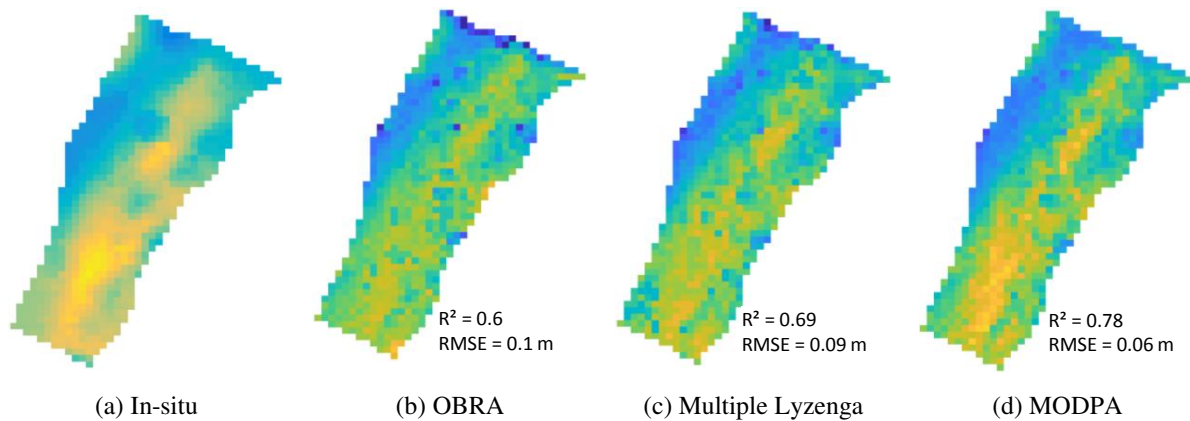 R² = 0.6
RMSE = 0.1 m
R² = 0.69
RMSE = 0.09 m
R² = 0.78
RMSE = 0.06 m
(a) In-situ
(b) OBRA
(c) Multiple Lyzenga
(d) MODPA